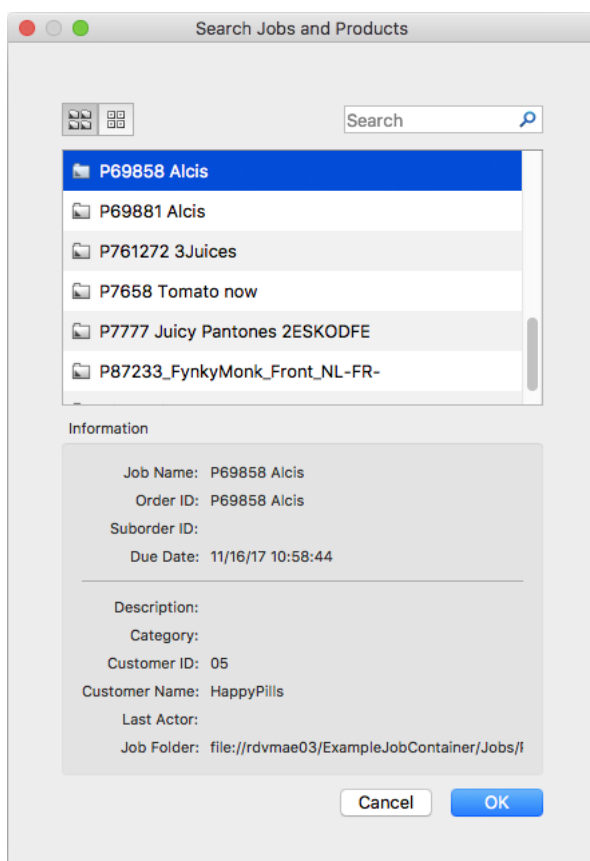 Search Jobs and Products
Search
P69858 Alcis
P69881 Alcis
P761272 3Juices
P7658 Tomato now
P7777 Juicy Pantones 2ESKODFE
P87233_FynkyMonk_Front_NL-FR-
Information
Job Name: P69858 Alcis
Order ID: P69858 Alcis
Suborder ID:
Due Date: 11/16/17 10:58:44
Description:
Category:
Customer ID: 05
Customer Name: HappyPills
Last Actor:
Job Folder: file://rdvmae03/ExampleJobContainer/Jobs/
Cancel OK